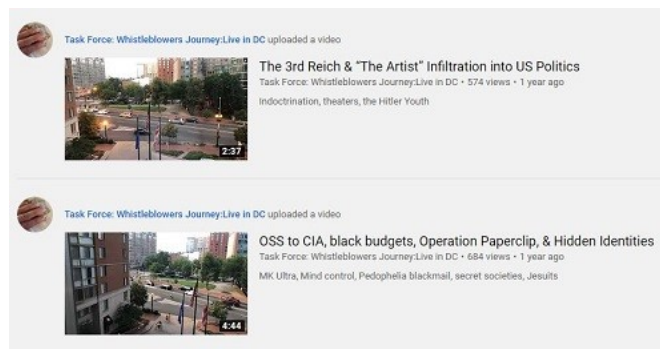 Task Force: Whistleblowers Journey:Live in DC uploaded a video
The 3rd Reich & "The Artist" Infiltration into US Politics
Task Force: Whistleblowers Journey:Live in DC • 574 views • 1 year ago
Indoctrination, theaters, the Hitler Youth
2:37
Task Force: Whistleblowers Journey:Live in DC uploaded a video
OSS to CIA, black budgets, Operation Paperclip, & Hidden Identities
Task Force: Whistleblowers Journey:Live in DC • 684 views • 1 year ago
MK Ultra, Mind control, Pedophelia blackmail, secret societies, Jesuits
4:44